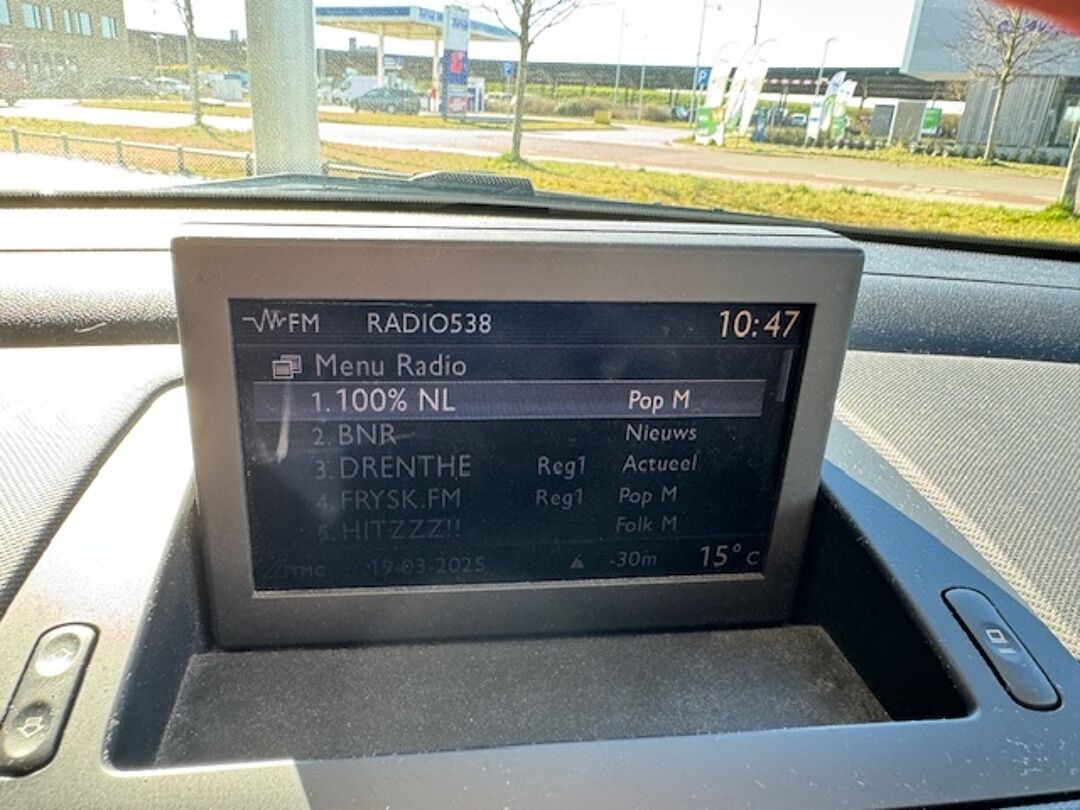 FM RADIO538 10:47
Menu Radio
1. 100% NL Pop M
2. BNR Nieuws
3. DRENTHE Reg1 Actueel
4. FRYSK.FM Reg1 Pop M
5. HITZZZ!! Folk M
TMC 19-03-2025 -30m 15°C
P
P